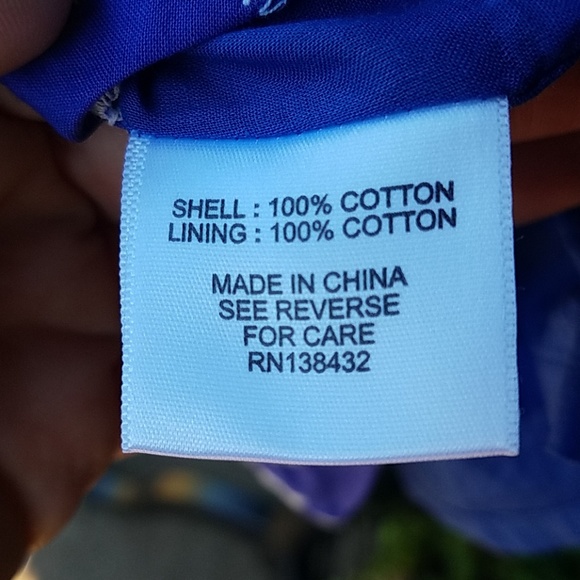 SHELL : 100% COTTON
LINING : 100% COTTON
MADE IN CHINA
SEE REVERSE
FOR CARE
RN138432